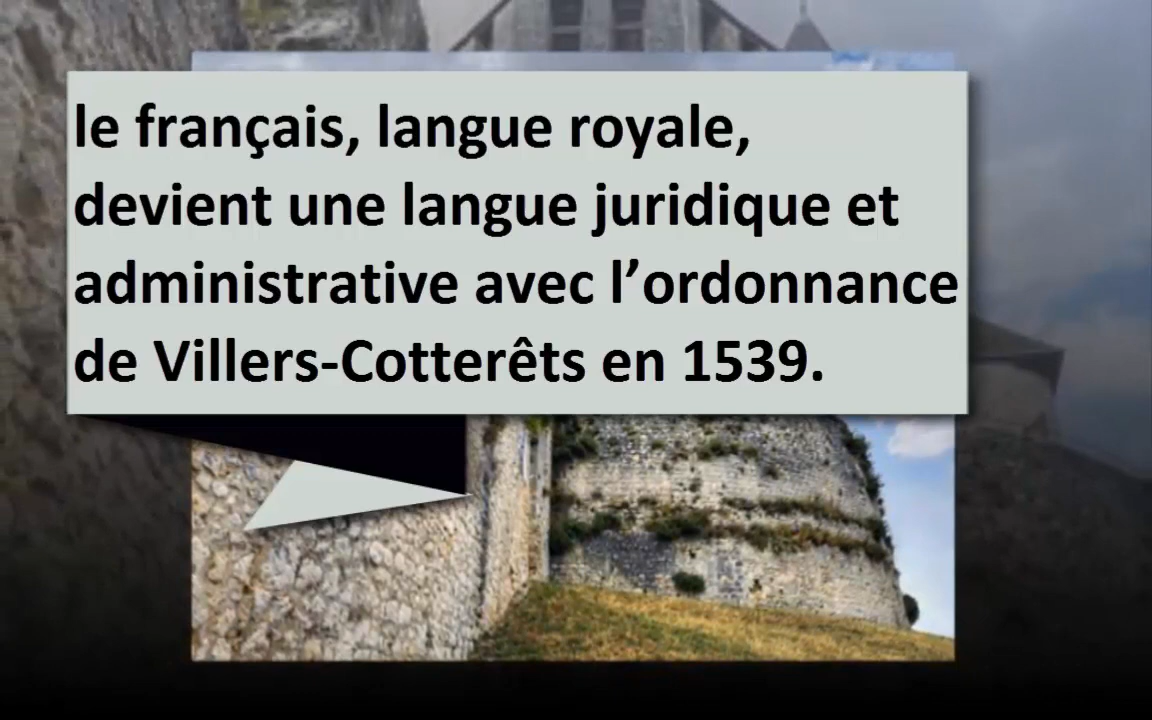 le français, langue royale,
devient une langue juridique et
administrative avec l’ordonnance
de Villers-Cotterêts en 1539.